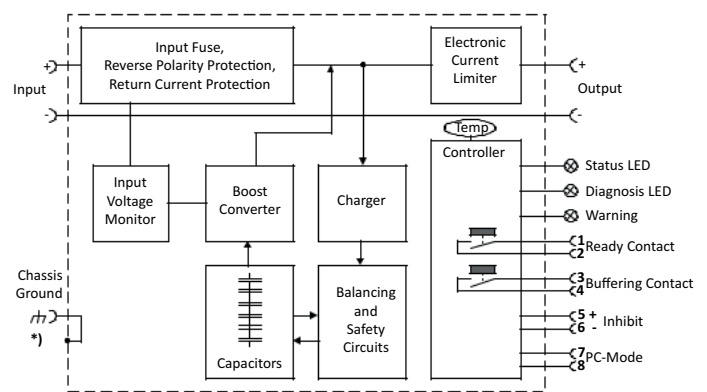 Input Fuse,
Reverse Polarity Protection,
Return Current Protection
Electronic
Current
Limiter
+
Input
-
+
Output
-
Temp
Controller
Input
Voltage
Monitor
Boost
Converter
Charger
Status LED
Diagnosis LED
Warning
1
2
Ready Contact
3
4
Buffering Contact
5 +
6 -
Inhibit
7
8
PC-Mode
Chassis
Ground
*)
Capacitors
Balancing
and
Safety
Circuits